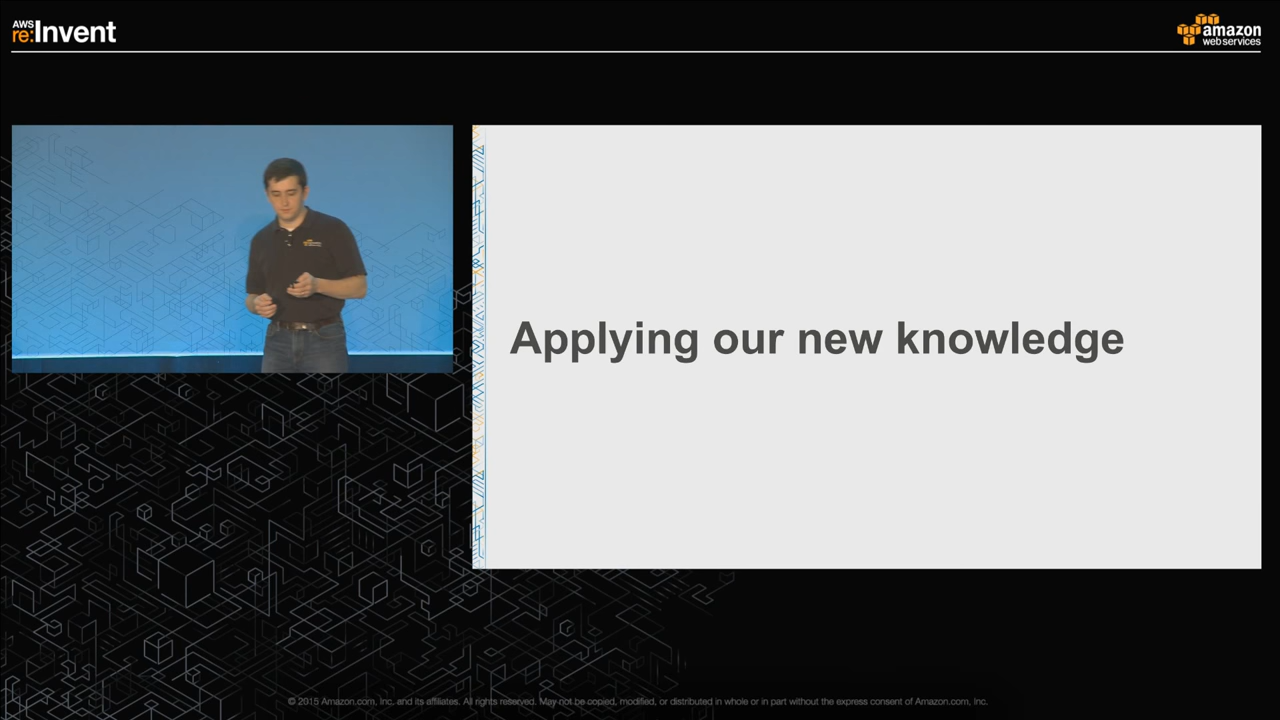 AWS
re:Invent
amazon
webservices
Applying our new knowledge
© 2015 Amazon.com, Inc. and its affiliates. All rights reserved. May not be copied, modified, or distributed in whole or in part without the express consent of Amazon.com, Inc.